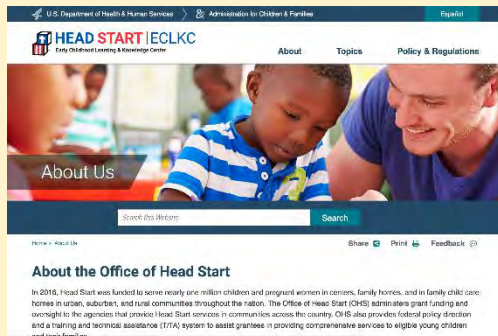 U.S. Department of Health & Human Services
Administration for Children & Families
Español
HEAD START | ECLKC
Early Childhood Learning & Knowledge Center
About
Topics
Policy & Regulations
About Us
Search this Website
Search
Home > About Us
Share
Print
Feedback
About the Office of Head Start
In 2016, Head Start was funded to serve nearly one million children and pregnant women in centers, family homes, and in family child care
homes in urban, suburban, and rural communities throughout the nation. The Office of Head Start (OHS) administers grant funding and
oversight to the agencies that provide Head Start services in communities across the country. OHS also provides federal policy direction
and a training and technical assistance (T/TA) system to assist grantees in providing comprehensive services to eligible young children
and their families.